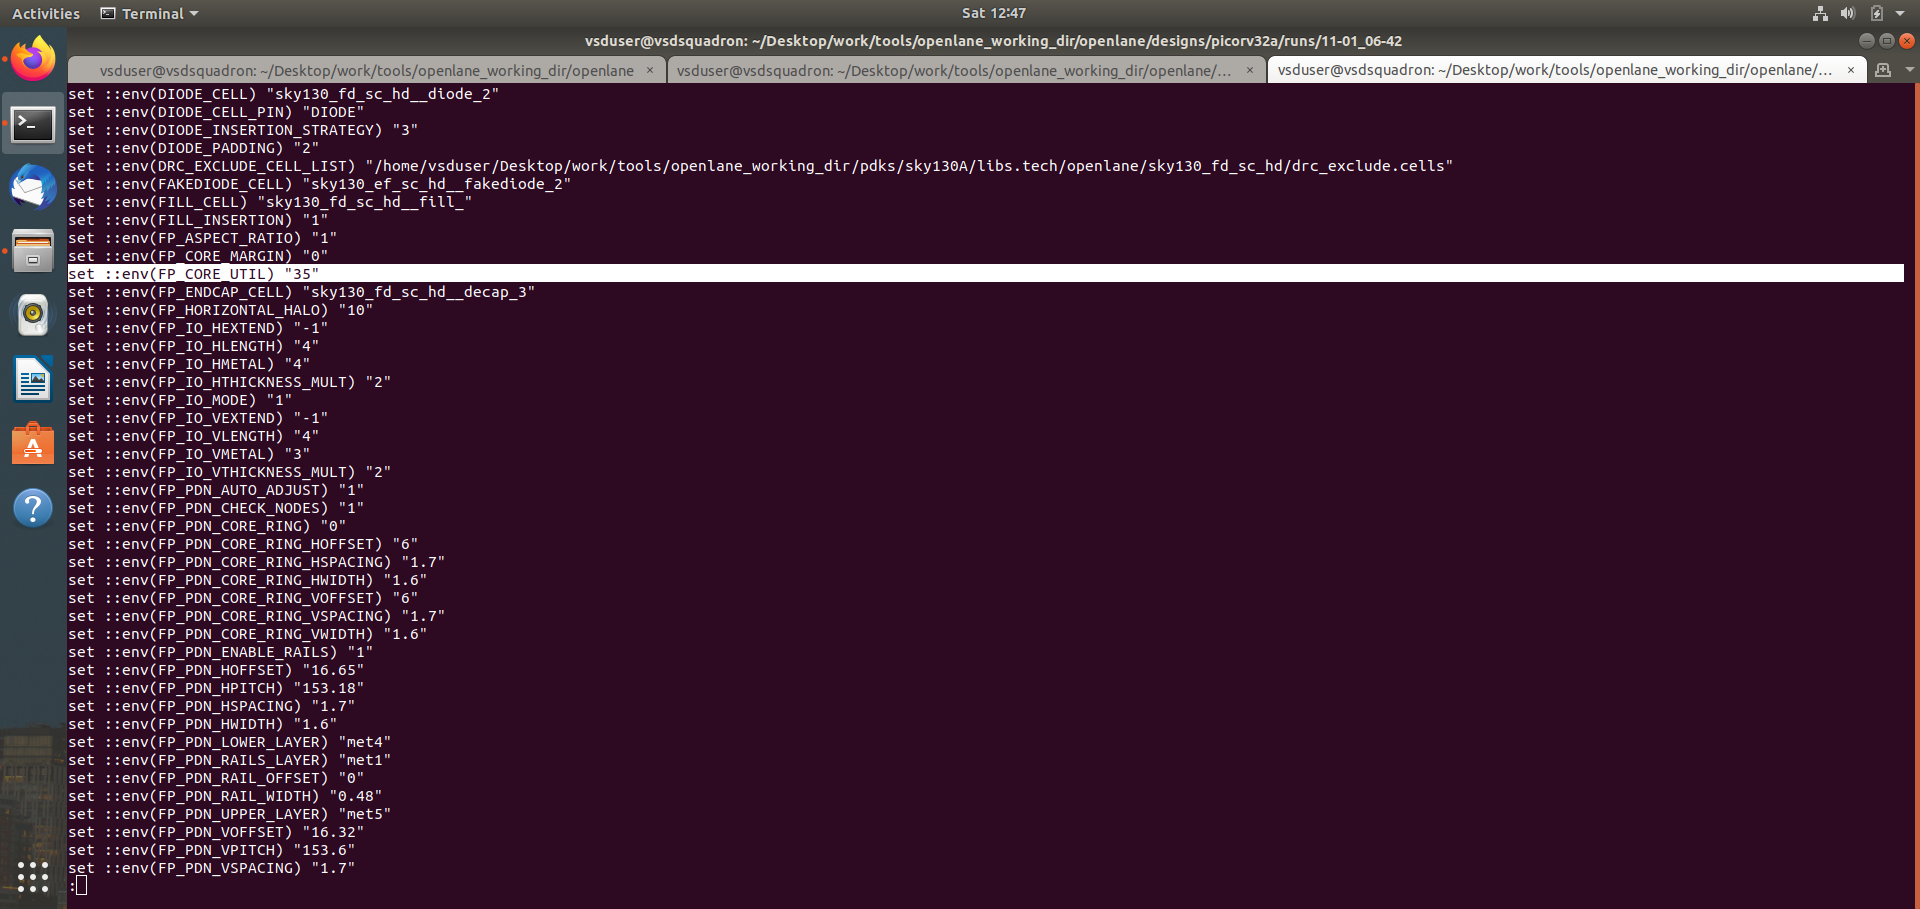 Activities Terminal Sat 12:47
vsduser@vsdsquadron: ~/Desktop/work/tools/openlane_working_dir/openlane/designs/picorv32a/runs/11-01_06-42
vsduser@vsdsquadron: ~/Desktop/work/tools/openlane_working_dir/openlane × vsduser@vsdsquadron: ~/Desktop/work/tools/openlane_working_dir/openlane/... × vsduser@vsdsquadron: ~/Desktop/work/tools/openlane_working_dir/openlane/... ×
set ::env(DIODE_CELL) "sky130_fd_sc_hd__diode_2"
set ::env(DIODE_CELL_PIN) "DIODE"
set ::env(DIODE_INSERTION_STRATEGY) "3"
set ::env(DIODE_PADDING) "2"
set ::env(DRC_EXCLUDE_CELL_LIST) "/home/vsduser/Desktop/work/tools/openlane_working_dir/pdks/sky130A/libs.tech/openlane/sky130_fd_sc_hd/drc_exclude.cells"
set ::env(FAKEDIODE_CELL) "sky130_ef_sc_hd__fakediode_2"
set ::env(FILL_CELL) "sky130_fd_sc_hd__fill_"
set ::env(FILL_INSERTION) "1"
set ::env(FP_ASPECT_RATIO) "1"
set ::env(FP_CORE_MARGIN) "0"
set ::env(FP_CORE_UTIL) "35"
set ::env(FP_ENDCAP_CELL) "sky130_fd_sc_hd__decap_3"
set ::env(FP_HORIZONTAL_HALO) "10"
set ::env(FP_IO_HEXTEND) "-1"
set ::env(FP_IO_HLENGTH) "4"
set ::env(FP_IO_HMETAL) "4"
set ::env(FP_IO_HTHICKNESS_MULT) "2"
set ::env(FP_IO_MODE) "1"
set ::env(FP_IO_VEXTEND) "-1"
set ::env(FP_IO_VLENGTH) "4"
set ::env(FP_IO_VMETAL) "3"
set ::env(FP_IO_VTHICKNESS_MULT) "2"
set ::env(FP_PDN_AUTO_ADJUST) "1"
set ::env(FP_PDN_CHECK_NODES) "1"
set ::env(FP_PDN_CORE_RING) "0"
set ::env(FP_PDN_CORE_RING_HOFFSET) "6"
set ::env(FP_PDN_CORE_RING_HSPACING) "1.7"
set ::env(FP_PDN_CORE_RING_HWIDTH) "1.6"
set ::env(FP_PDN_CORE_RING_VOFFSET) "6"
set ::env(FP_PDN_CORE_RING_VSPACING) "1.7"
set ::env(FP_PDN_CORE_RING_VWIDTH) "1.6"
set ::env(FP_PDN_ENABLE_RAILS) "1"
set ::env(FP_PDN_HOFFSET) "16.65"
set ::env(FP_PDN_HPITCH) "153.18"
set ::env(FP_PDN_HSPACING) "1.7"
set ::env(FP_PDN_HWIDTH) "1.6"
set ::env(FP_PDN_LOWER_LAYER) "met4"
set ::env(FP_PDN_RAILS_LAYER) "met1"
set ::env(FP_PDN_RAIL_OFFSET) "0"
set ::env(FP_PDN_RAIL_WIDTH) "0.48"
set ::env(FP_PDN_UPPER_LAYER) "met5"
set ::env(FP_PDN_VOFFSET) "16.32"
set ::env(FP_PDN_VPITCH) "153.6"
set ::env(FP_PDN_VSPACING) "1.7"
: